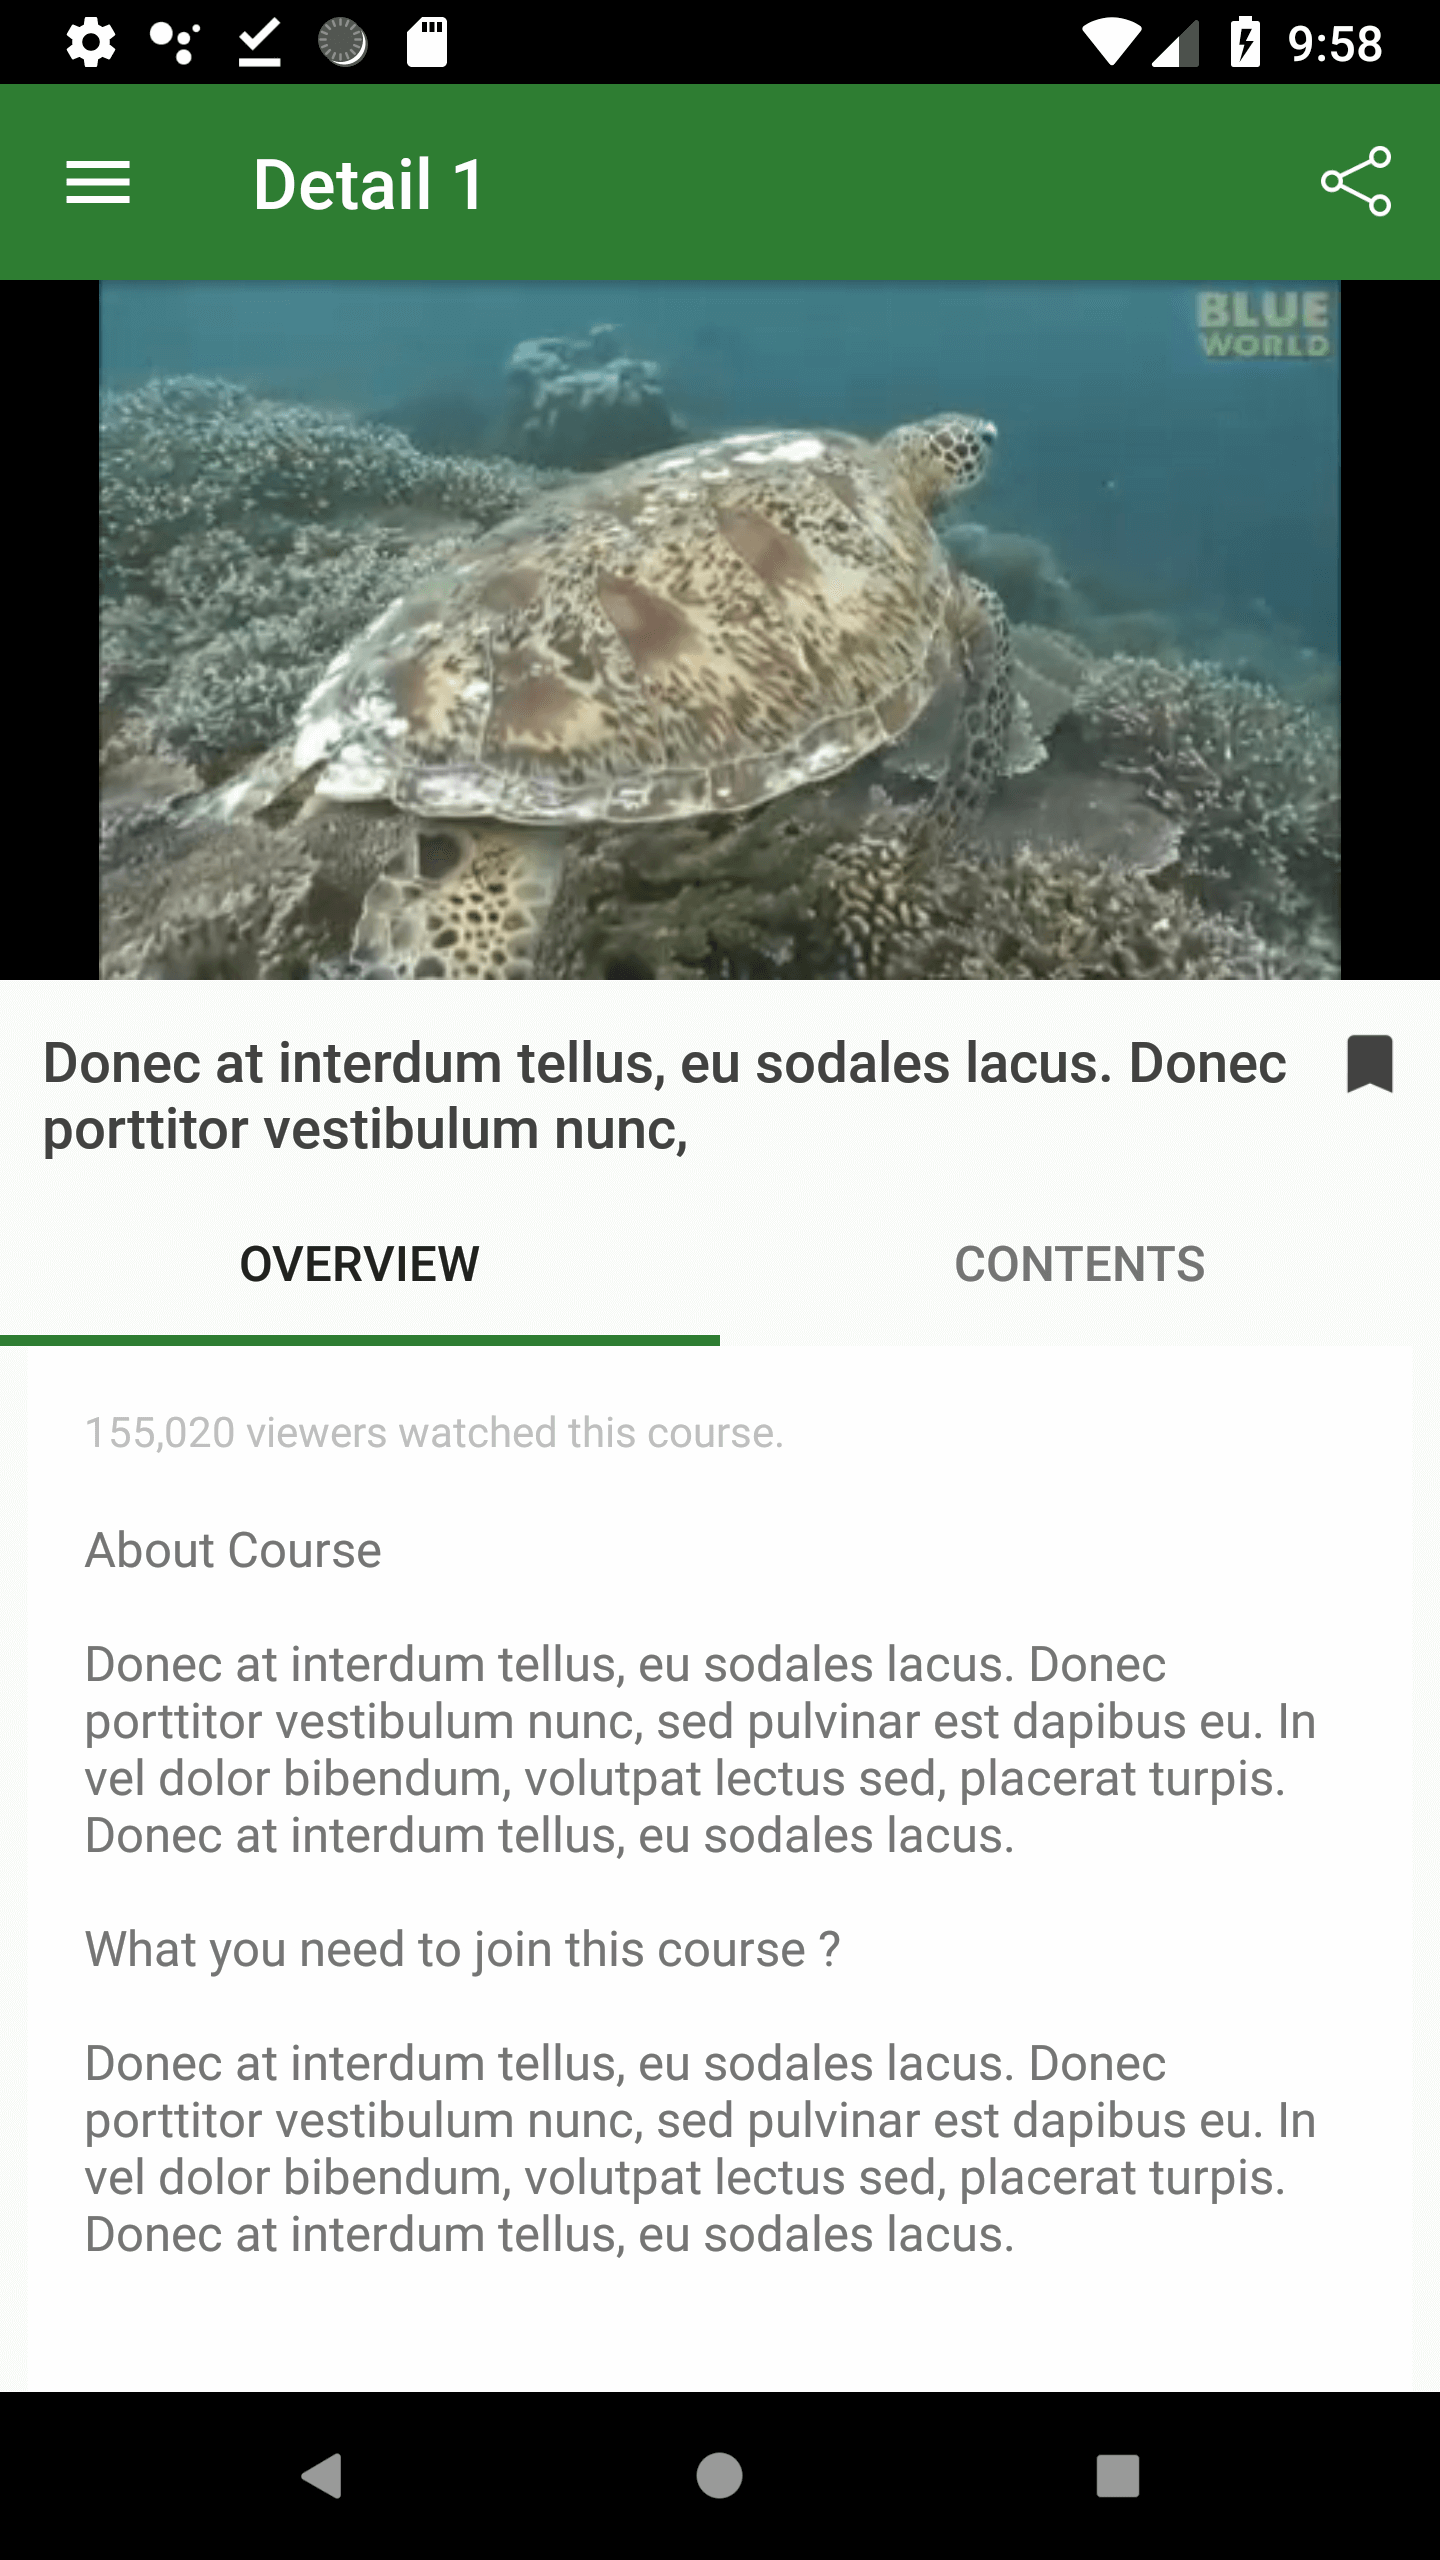 9:58
Detail 1
BLUE
WORLD
Donec at interdum tellus, eu sodales lacus. Donec
porttitor vestibulum nunc,
OVERVIEW
CONTENTS
155,020 viewers watched this course.
About Course
Donec at interdum tellus, eu sodales lacus. Donec
porttitor vestibulum nunc, sed pulvinar est dapibus eu. In
vel dolor bibendum, volutpat lectus sed, placerat turpis.
Donec at interdum tellus, eu sodales lacus.
What you need to join this course ?
Donec at interdum tellus, eu sodales lacus. Donec
porttitor vestibulum nunc, sed pulvinar est dapibus eu. In
vel dolor bibendum, volutpat lectus sed, placerat turpis.
Donec at interdum tellus, eu sodales lacus.